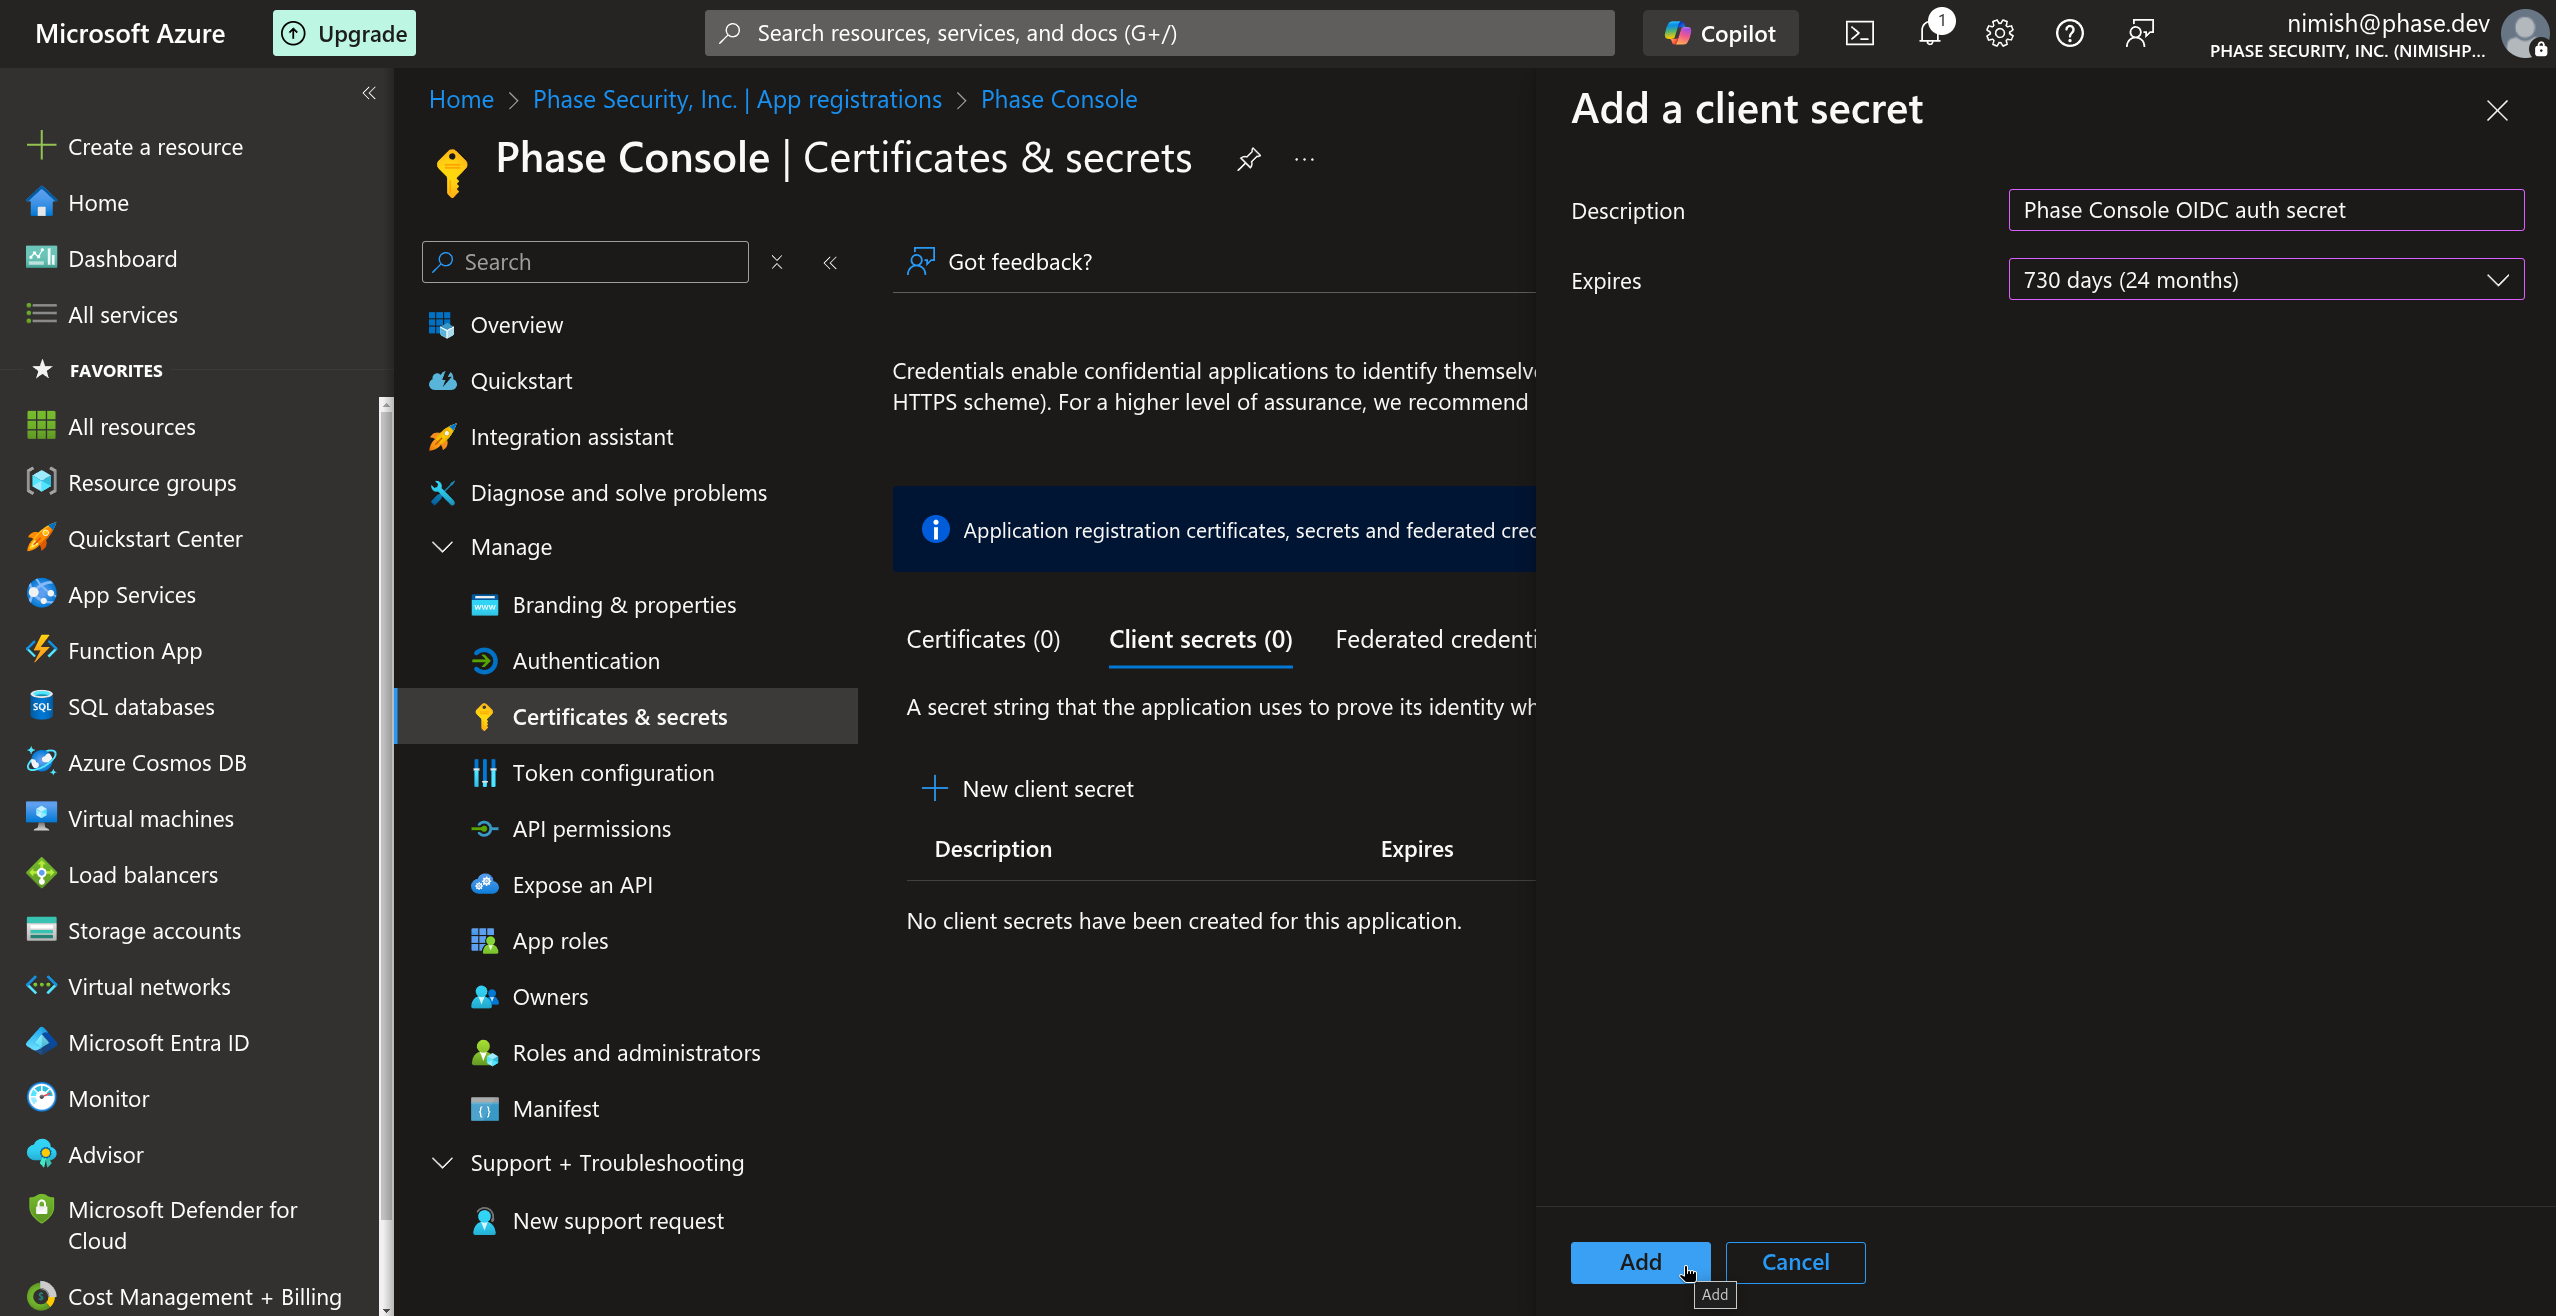 Microsoft Azure
Upgrade
Search resources, services, and docs (G+/)
Copilot
1
nimish@phase.dev
PHASE SECURITY, INC. (NIMISHP...
Create a resource
Home
Dashboard
All services
FAVORITES
All resources
Resource groups
Quickstart Center
App Services
Function App
SQL databases
Azure Cosmos DB
Virtual machines
Load balancers
Storage accounts
Virtual networks
Microsoft Entra ID
Monitor
Advisor
Microsoft Defender for
Cloud
Cost Management + Billing
Home > Phase Security, Inc. | App registrations > Phase Console
Phase Console | Certificates & secrets
Search
Overview
Quickstart
Integration assistant
Diagnose and solve problems
Manage
Branding & properties
Authentication
Certificates & secrets
Token configuration
API permissions
Expose an API
App roles
Owners
Roles and administrators
Manifest
Support + Troubleshooting
New support request
Got feedback?
Credentials enable confidential applications to identify themselve
HTTPS scheme). For a higher level of assurance, we recommend
Application registration certificates, secrets and federated cred
Certificates (0)
Client secrets (0)
Federated credenti
A secret string that the application uses to prove its identity wh
New client secret
Description
Expires
No client secrets have been created for this application.
Add a client secret
Description
Phase Console OIDC auth secret
Expires
730 days (24 months)
Add
Cancel
Add